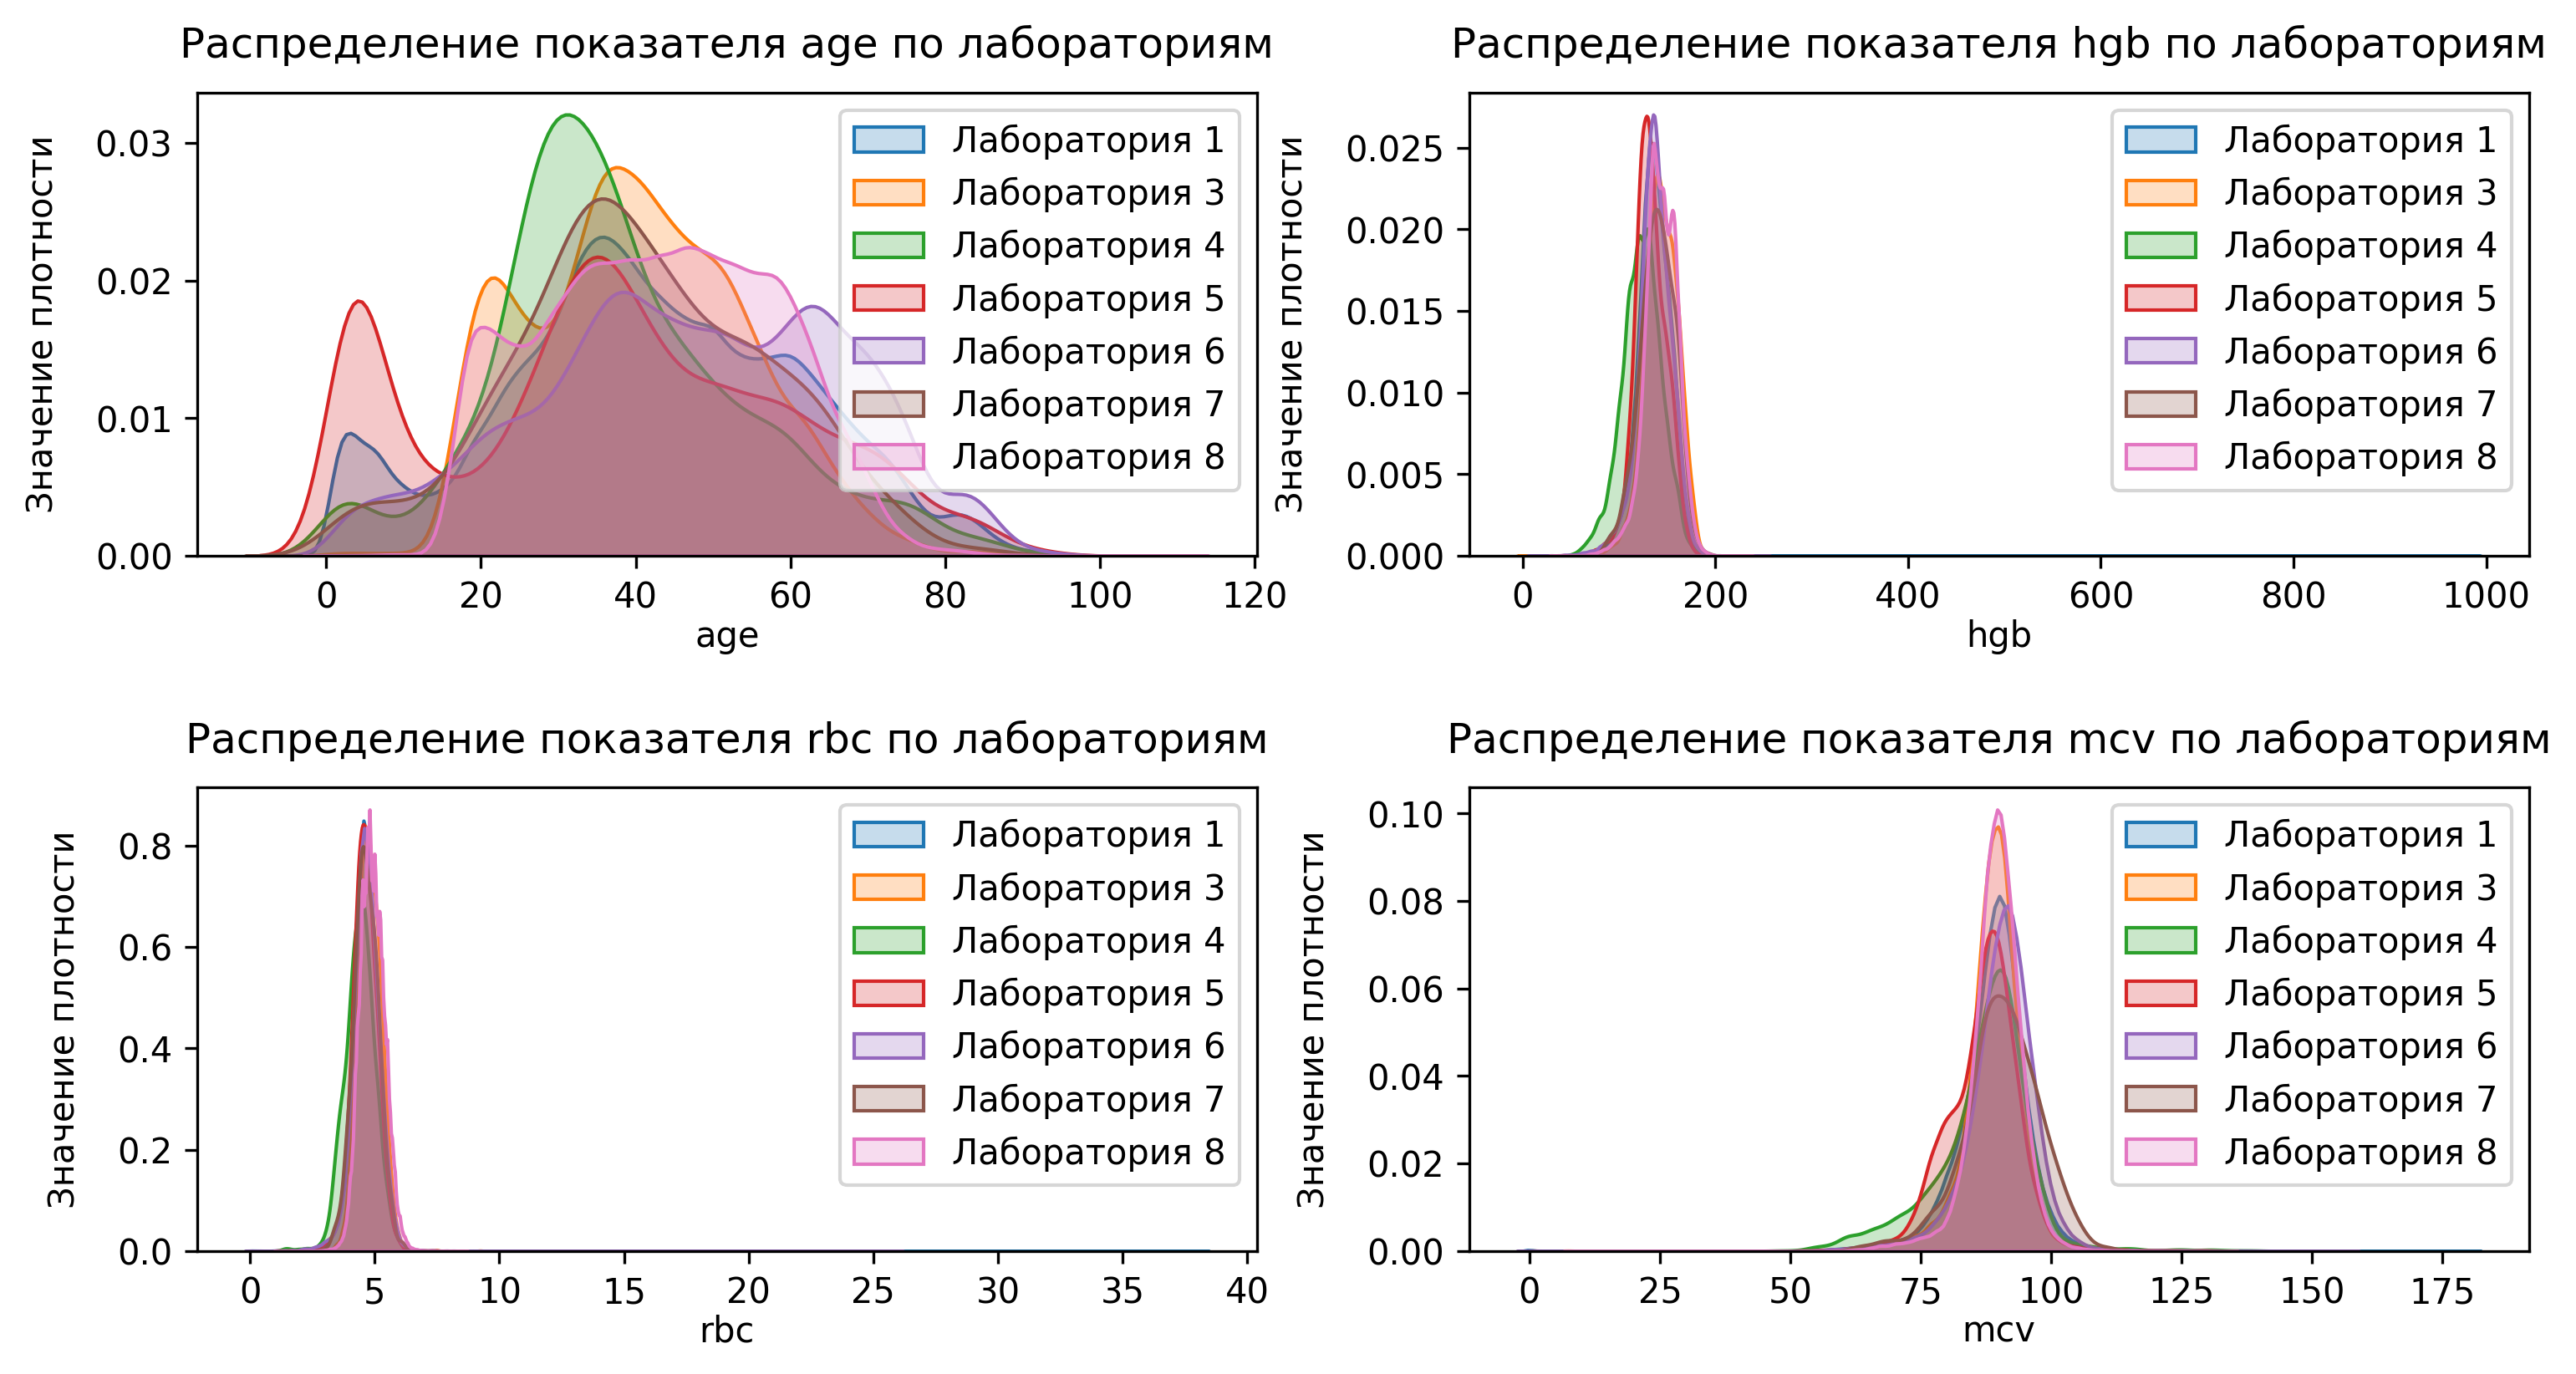 Распределение показателя age по лабораториям
Значение плотности
0.03
0.02
0.01
0.00
0 20 40 60 80 100 120
age
Лаборатория 1
Лаборатория 3
Лаборатория 4
Лаборатория 5
Лаборатория 6
Лаборатория 7
Лаборатория 8
Распределение показателя hgb по лабораториям
Значение плотности
0.025
0.020
0.015
0.010
0.005
0.000
0 200 400 600 800 1000
hgb
Лаборатория 1
Лаборатория 3
Лаборатория 4
Лаборатория 5
Лаборатория 6
Лаборатория 7
Лаборатория 8
Распределение показателя rbc по лабораториям
Значение плотности
0.8
0.6
0.4
0.2
0.0
0 5 10 15 20 25 30 35 40
rbc
Лаборатория 1
Лаборатория 3
Лаборатория 4
Лаборатория 5
Лаборатория 6
Лаборатория 7
Лаборатория 8
Распределение показателя mcv по лабораториям
Значение плотности
0.10
0.08
0.06
0.04
0.02
0.00
0 25 50 75 100 125 150 175
mcv
Лаборатория 1
Лаборатория 3
Лаборатория 4
Лаборатория 5
Лаборатория 6
Лаборатория 7
Лаборатория 8